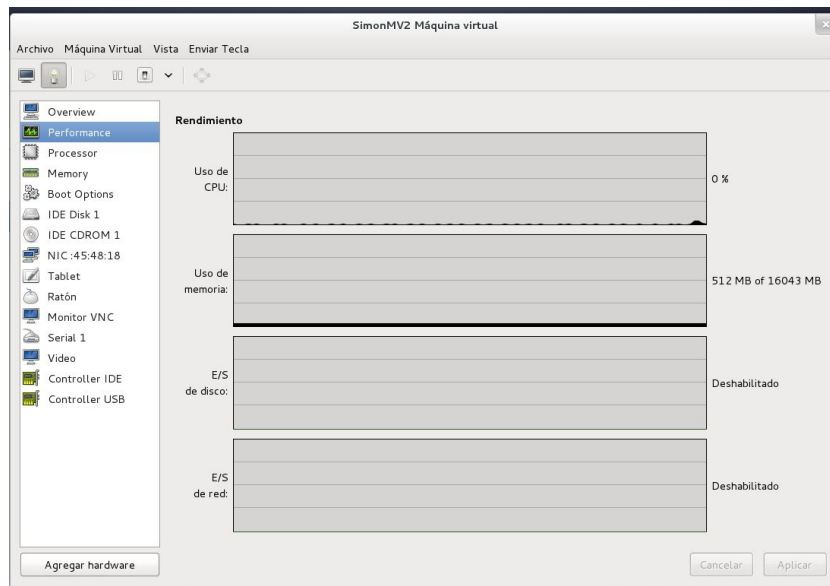 SimonMV2 Máquina virtual
Archivo Máquina Virtual Vista Enviar Tecla
Overview
Performance
Processor
Memory
Boot Options
IDE Disk 1
IDE CDROM 1
NIC :45:48:18
Tablet
Ratón
Monitor VNC
Serial 1
Video
Controller IDE
Controller USB
Agregar hardware
Rendimiento
Uso de
CPU:
0 %
Uso de
memoria:
512 MB of 16043 MB
E/S
de disco:
Deshabilitado
E/S
de red:
Deshabilitado
Cancelar
Aplicar